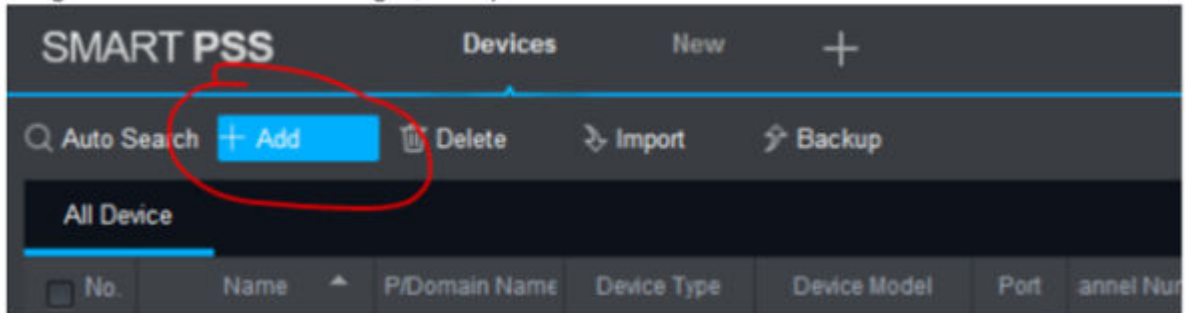 SMART PSS Devices New +
Auto Search + Add Delete Import Backup
All Device
No. Name P/Domain Name Device Type Device Model Port annel Nur